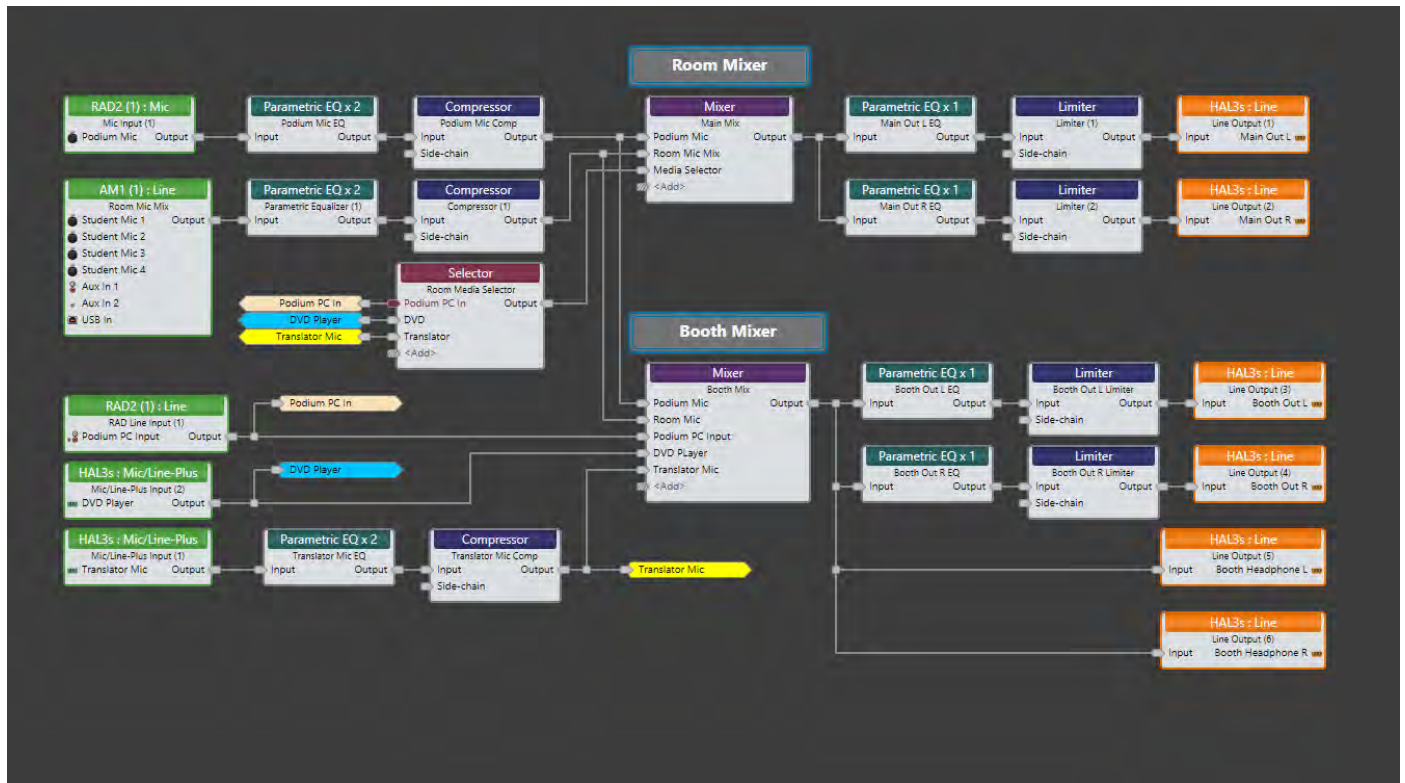 Room Mixer
RAD2 (1) : Mic
Mic Input (1)
Podium Mic Output
Parametric EQ x 2
Podium Mic EQ
Input Output
Compressor
Podium Mic Comp
Input Output
Side-chain
Mixer
Main Mix
Podium Mic Output
Room Mic Mix
Media Selector
<Add>
Parametric EQ x 1
Main Out L EQ
Input Output
Limiter
Limiter (1)
Input Output
Side-chain
HAL3s : Line
Line Output (1)
Input Main Out L
AM1 (1) : Line
Room Mic Mix
Student Mic 1 Output
Student Mic 2
Student Mic 3
Student Mic 4
Aux In 1
Aux In 2
USB In
Parametric EQ x 2
Parametric Equalizer (1)
Input Output
Compressor
Compressor (1)
Input Output
Side-chain
Parametric EQ x 1
Main Out R EQ
Input Output
Limiter
Limiter (2)
Input Output
Side-chain
HAL3s : Line
Line Output (2)
Input Main Out R
Podium PC In
DVD Player
Translator Mic
Selector
Room Media Selector
Podium PC In Output
DVD
Translator
<Add>
Booth Mixer
RAD2 (1) : Line
RAD Line Input (1)
Podium PC Input Output
Podium PC In
Mixer
Booth Mix
Podium Mic Output
Room Mic
Podium PC Input
DVD PLayer
Translator Mic
<Add>
Parametric EQ x 1
Booth Out L EQ
Input Output
Limiter
Booth Out L Limiter
Input Output
Side-chain
HAL3s : Line
Line Output (3)
Input Booth Out L
HAL3s : Mic/Line-Plus
Mic/Line-Plus Input (2)
DVD Player Output
DVD Player
Parametric EQ x 1
Booth Out R EQ
Input Output
Limiter
Booth Out R Limiter
Input Output
Side-chain
HAL3s : Line
Line Output (4)
Input Booth Out R
HAL3s : Mic/Line-Plus
Mic/Line-Plus Input (1)
Translator Mic Output
Parametric EQ x 2
Translator Mic EQ
Input Output
Compressor
Translator Mic Comp
Input Output
Side-chain
Translator Mic
HAL3s : Line
Line Output (5)
Input Booth Headphone L
HAL3s : Line
Line Output (6)
Input Booth Headphone R